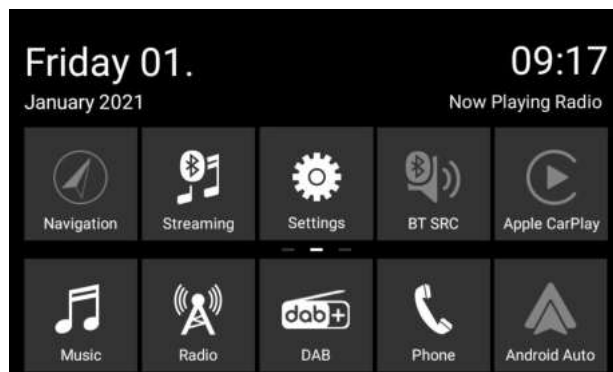 Friday 01.
09:17
January 2021
Now Playing Radio
Navigation
Streaming
Settings
BT SRC
Apple CarPlay
dab+
Music
Radio
DAB
Phone
Android Auto